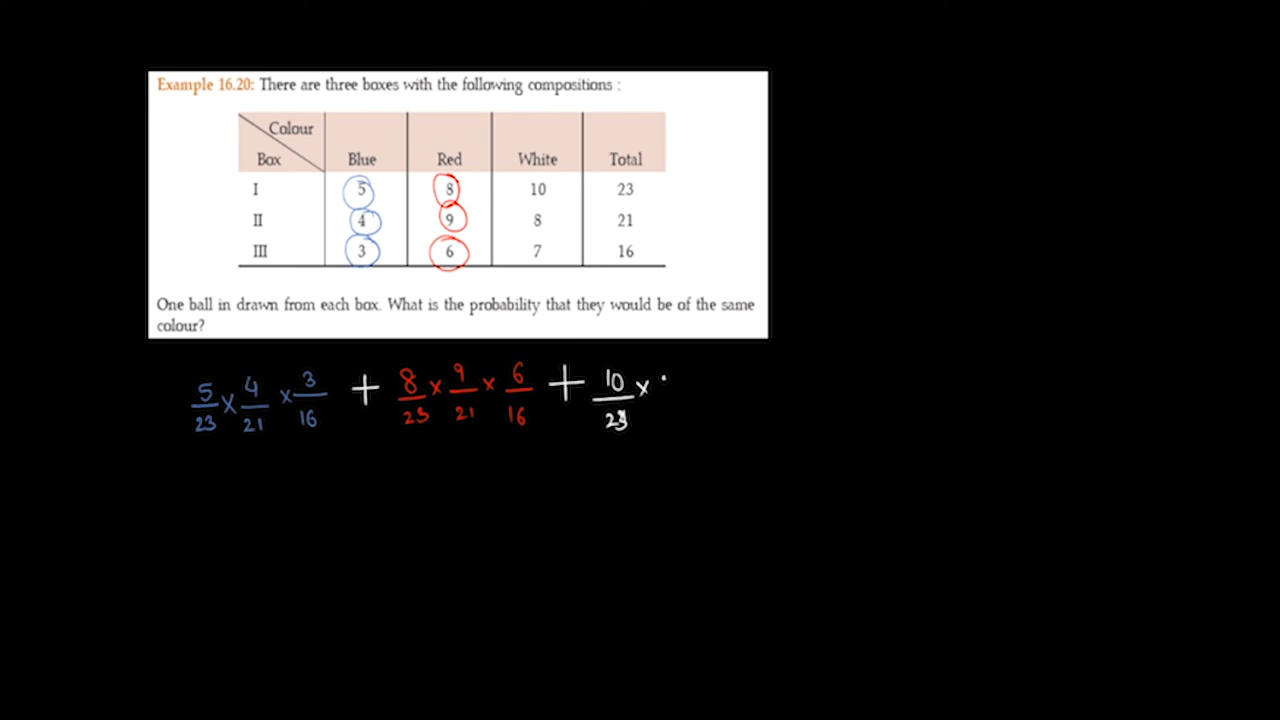 Example 16.20: There are three boxes with the following compositions :
Colour
Box Blue Red White Total
I 5 8 10 23
II 4 9 8 21
III 3 6 7 16
One ball in drawn from each box. What is the probability that they would be of the same
colour?
5/23 × 4/21 × 3/16 + 8/23 × 9/21 × 6/16 + 10/23 ×